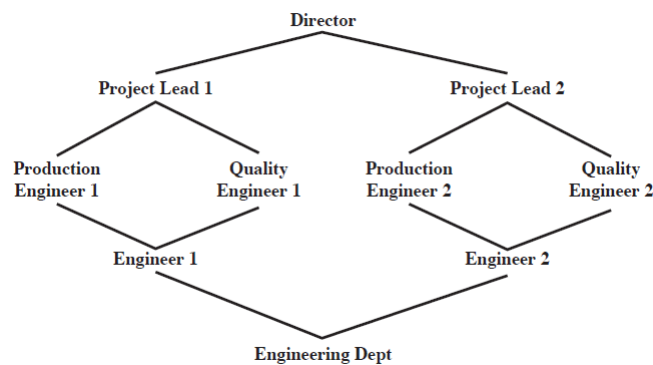 Director
Project Lead 1
Project Lead 2
Production
Engineer 1
Quality
Engineer 1
Production
Engineer 2
Quality
Engineer 2
Engineer 1
Engineer 2
Engineering Dept